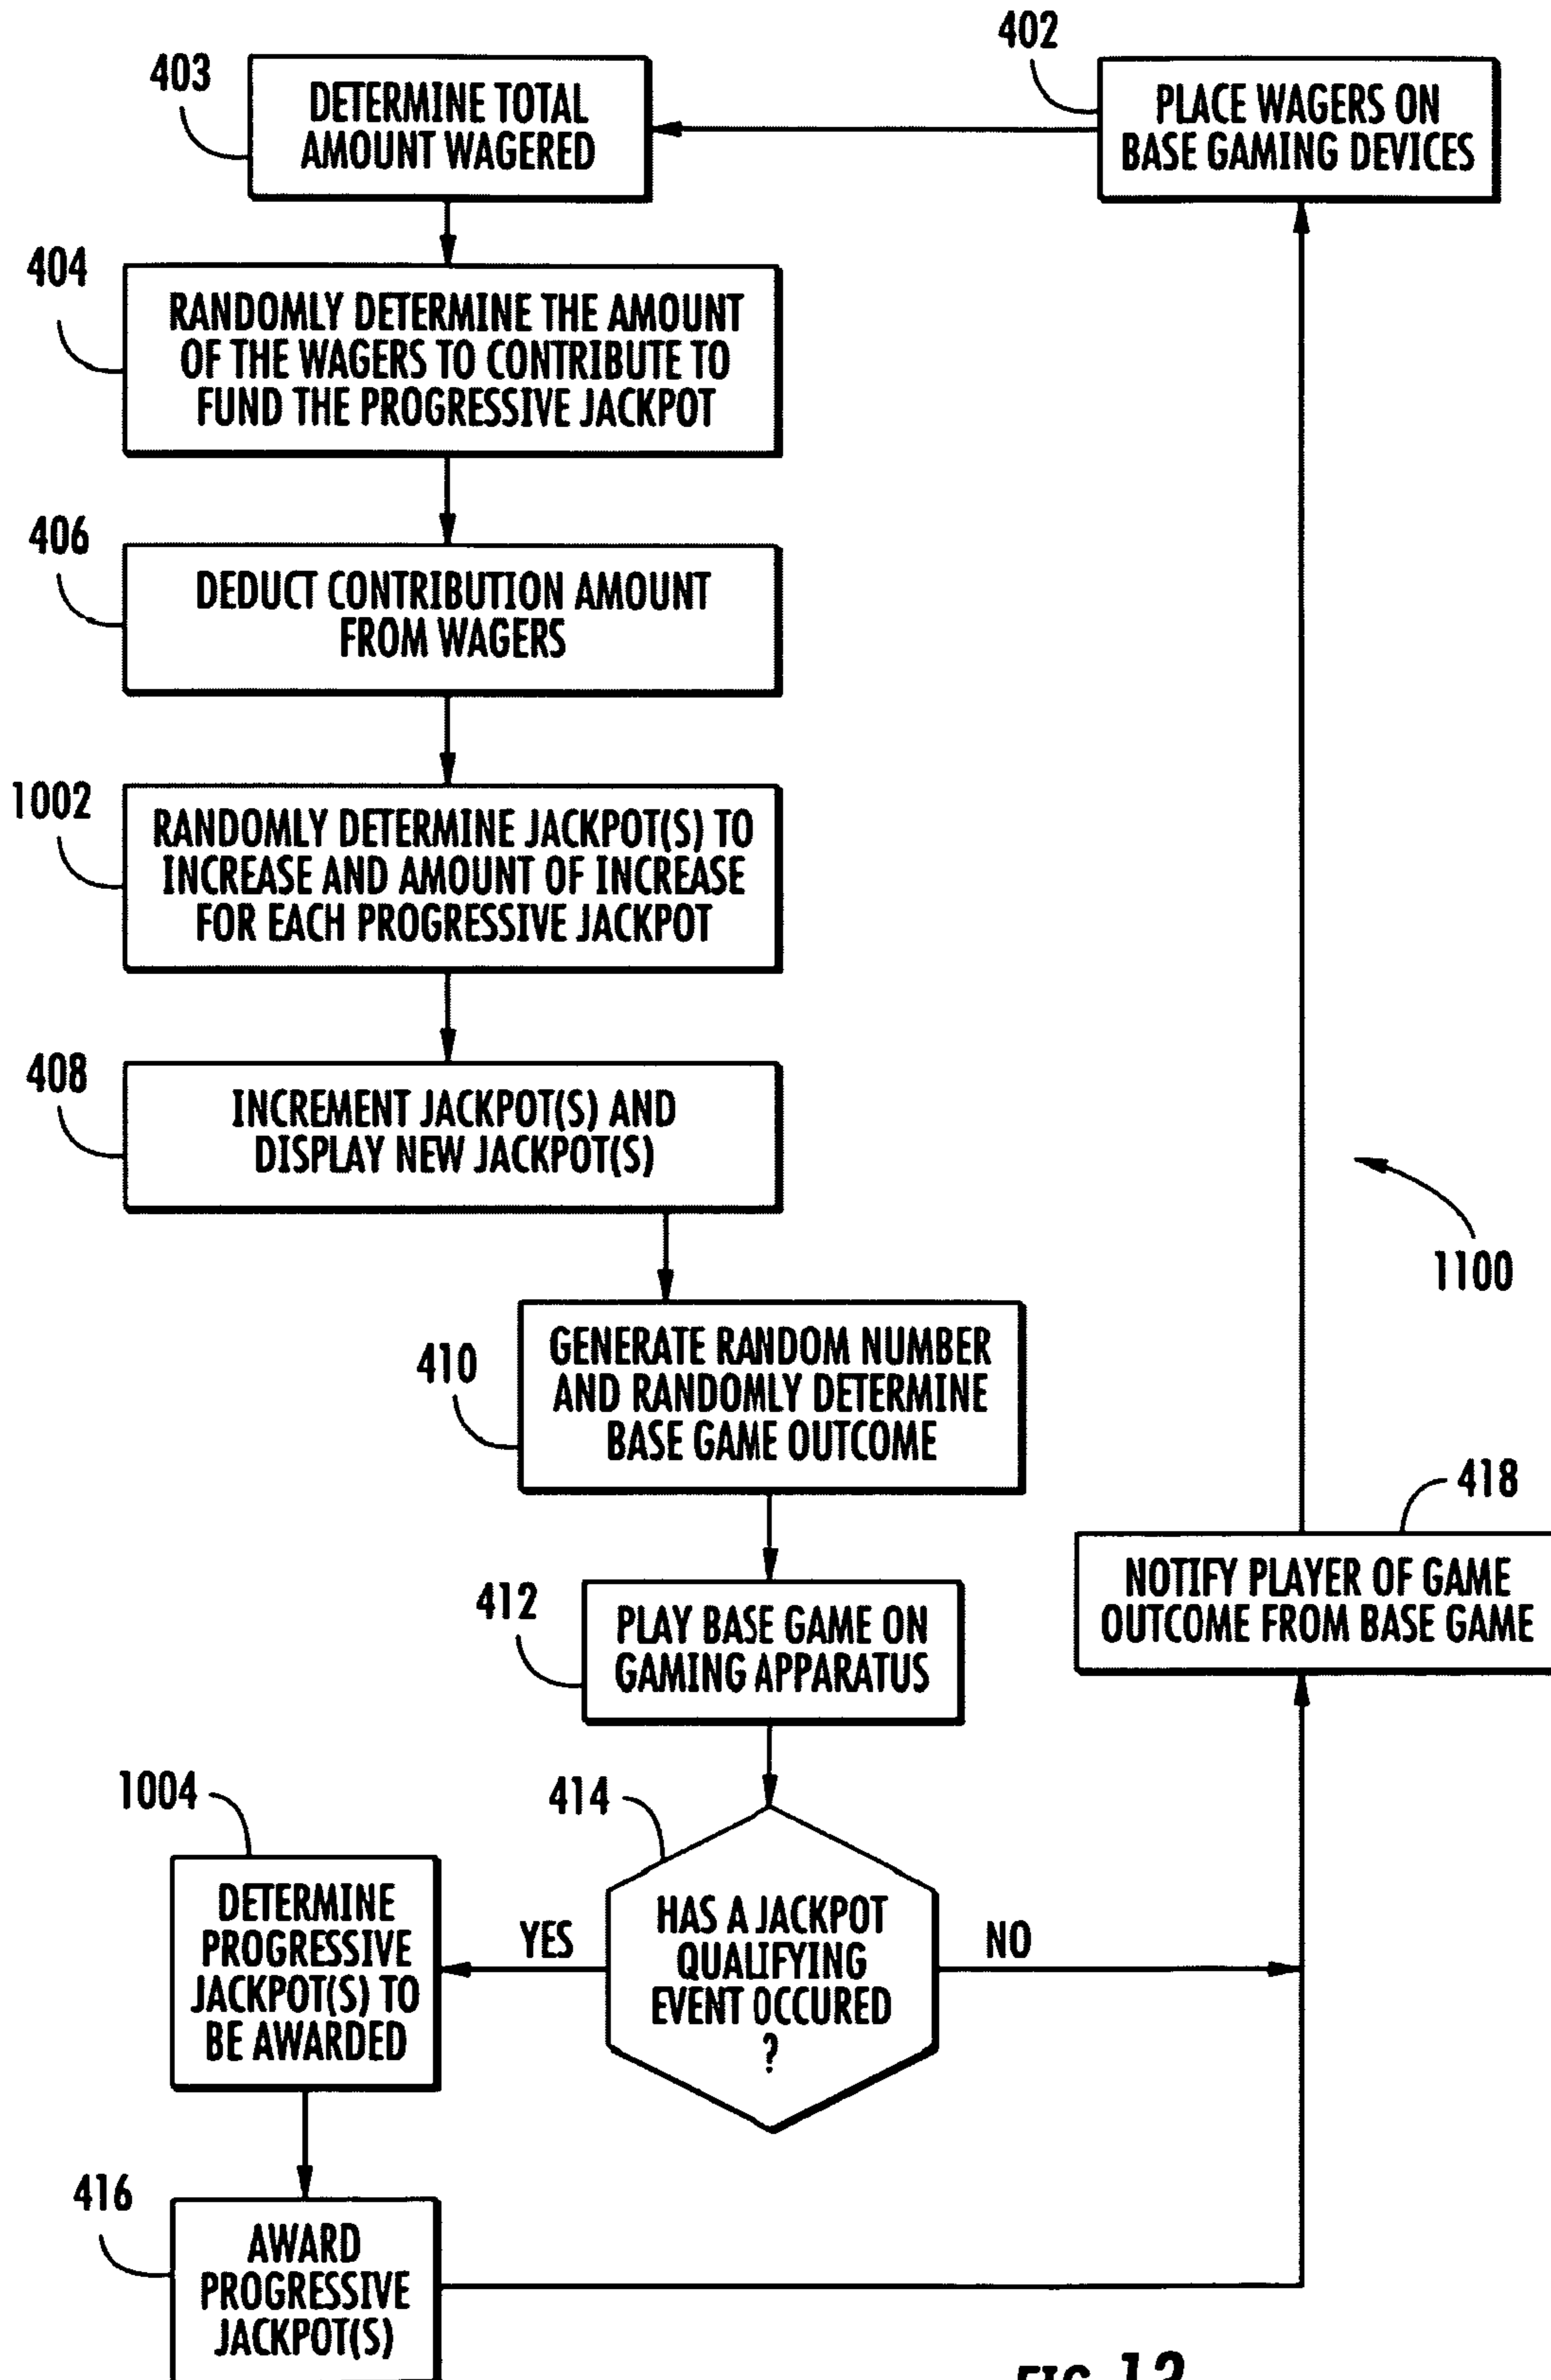 402
PLACE WAGERS ON
BASE GAMING DEVICES
403
DETERMINE TOTAL
AMOUNT WAGERED
404
RANDOMLY DETERMINE THE AMOUNT
OF THE WAGERS TO CONTRIBUTE TO
FUND THE PROGRESSIVE JACKPOT
406
DEDUCT CONTRIBUTION AMOUNT
FROM WAGERS
1002
RANDOMLY DETERMINE JACKPOT(S) TO
INCREASE AND AMOUNT OF INCREASE
FOR EACH PROGRESSIVE JACKPOT
408
INCREMENT JACKPOT(S) AND
DISPLAY NEW JACKPOT(S)
1100
410
GENERATE RANDOM NUMBER
AND RANDOMLY DETERMINE
BASE GAME OUTCOME
412
PLAY BASE GAME ON
GAMING APPARATUS
414
HAS A JACKPOT
QUALIFYING
EVENT OCCURED
?
YES
NO
1004
DETERMINE
PROGRESSIVE
JACKPOT(S) TO
BE AWARDED
416
AWARD
PROGRESSIVE
JACKPOT(S)
418
NOTIFY PLAYER OF GAME
OUTCOME FROM BASE GAME